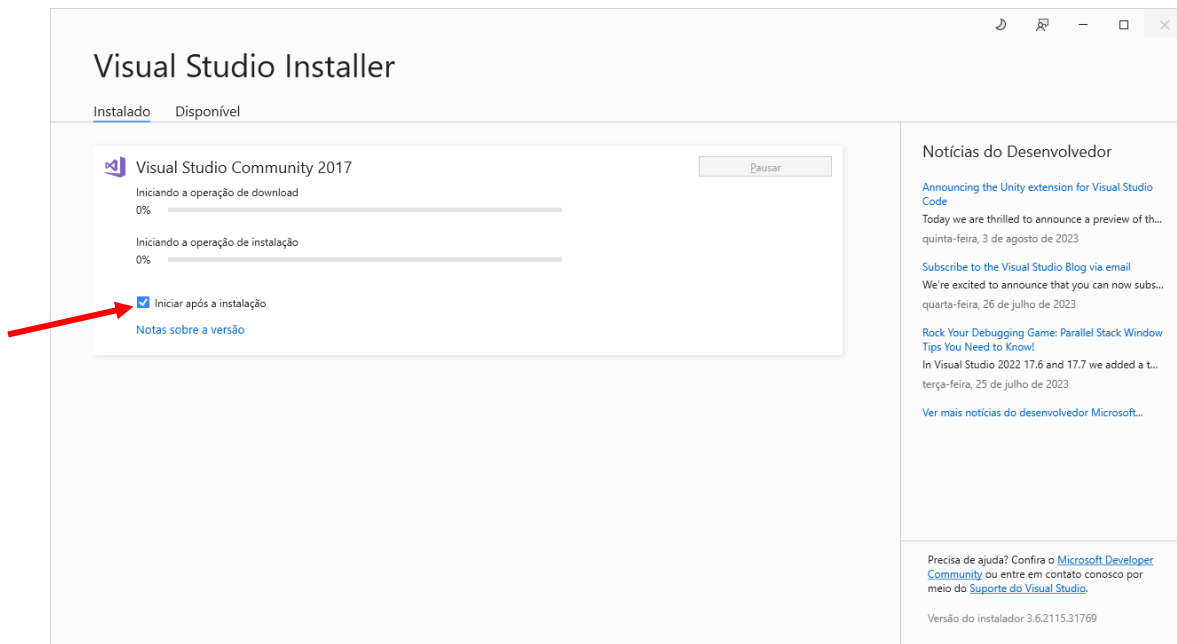 Visual Studio Installer
Instalado Disponível
Visual Studio Community 2017
Pausar
Iniciando a operação de download
0%
Iniciando a operação de instalação
0%
Iniciar após a instalação
Notas sobre a versão
Notícias do Desenvolvedor
Announcing the Unity extension for Visual Studio
Code
Today we are thrilled to announce a preview of th...
quinta-feira, 3 de agosto de 2023
Subscribe to the Visual Studio Blog via email
We're excited to announce that you can now subs...
quarta-feira, 26 de julho de 2023
Rock Your Debugging Game: Parallel Stack Window
Tips You Need to Know!
In Visual Studio 2022 17.6 and 17.7 we added a t...
terça-feira, 25 de julho de 2023
Ver mais notícias do desenvolvedor Microsoft...
Precisa de ajuda? Confira o Microsoft Developer
Community ou entre em contato conosco por
meio do Suporte do Visual Studio.
Versão do instalador 3.6.2115.31769